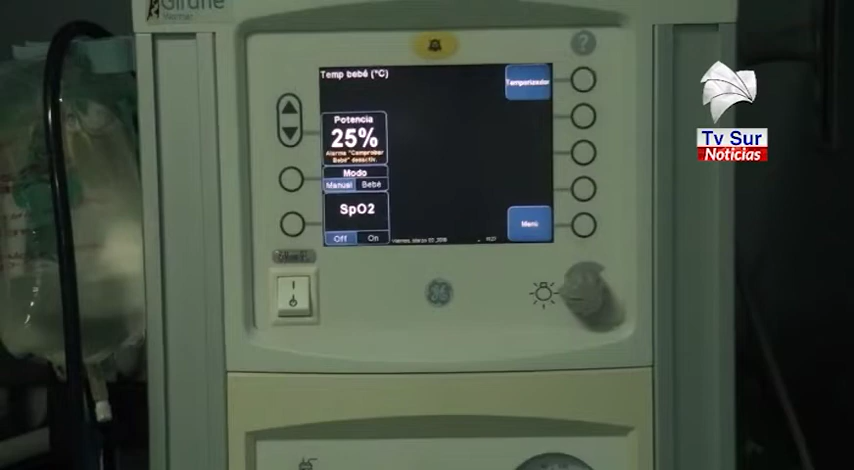 Giraffe
Warmer
Temp bebé (°C)
Temporizador
Potencia
25%
Alarma "Comprobar
Bebé" desactiv.
Modo
Manual Bebé
SpO2
Off On
Menú
?
Tv Sur
Noticias